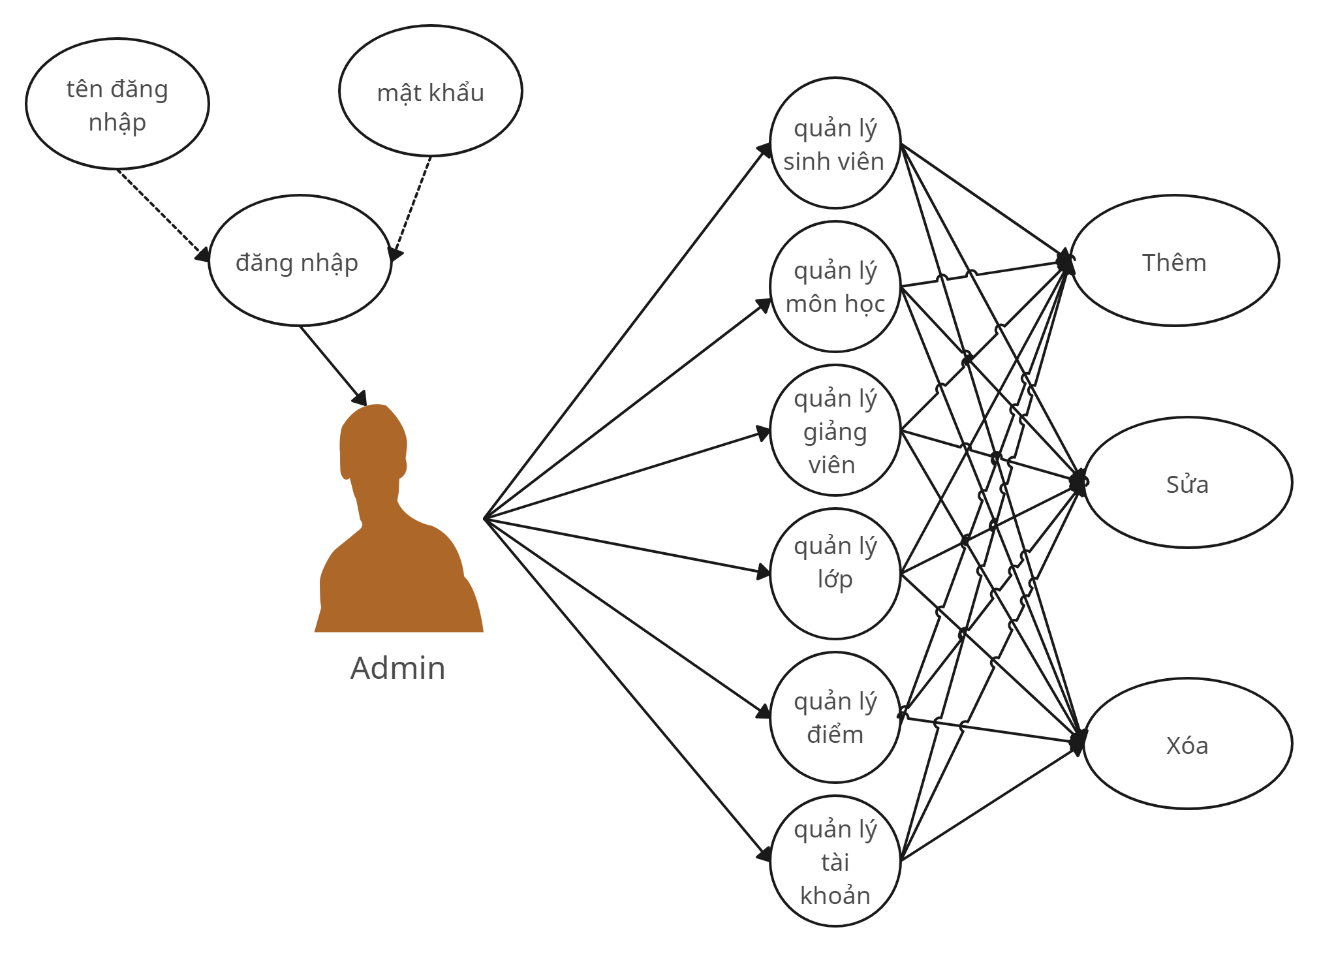 tên đăng
nhập
mật khẩu
đăng nhập
Admin
quản lý
sinh viên
quản lý
môn học
quản lý
giảng
viên
quản lý
lớp
quản lý
điểm
quản lý
tài
khoản
Thêm
Sửa
Xóa